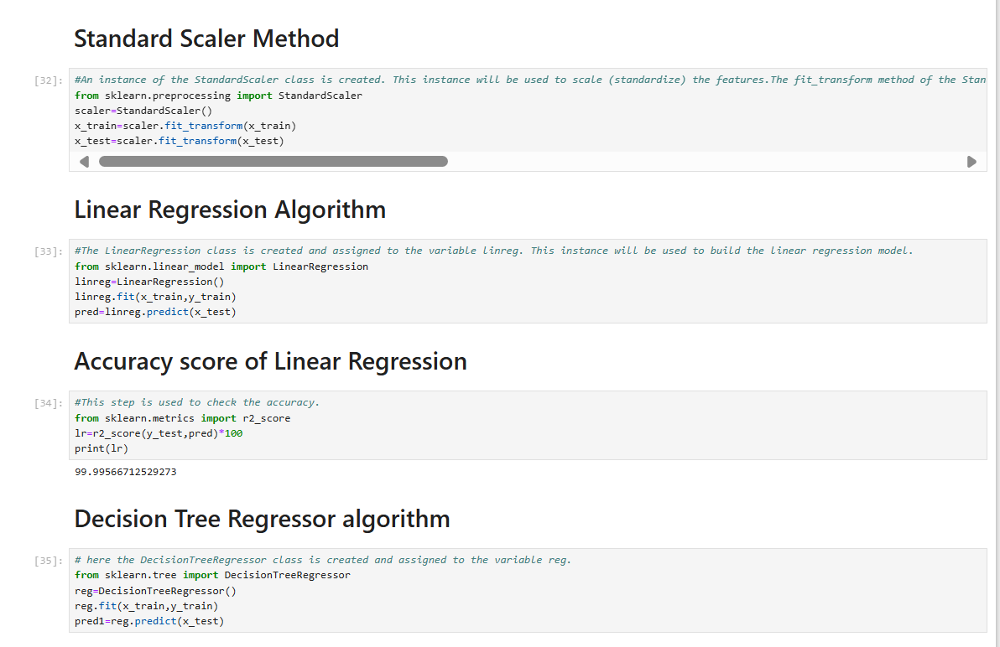 Standard Scaler Method
[32]:
#An instance of the StandardScaler class is created. This instance will be used to scale (standardize) the features.The fit_transform method of the Stan
from sklearn.preprocessing import StandardScaler
scaler=StandardScaler()
x_train=scaler.fit_transform(x_train)
x_test=scaler.fit_transform(x_test)
Linear Regression Algorithm
[33]:
#The LinearRegression class is created and assigned to the variable linreg. This instance will be used to build the linear regression model.
from sklearn.linear_model import LinearRegression
linreg=LinearRegression()
linreg.fit(x_train,y_train)
pred=linreg.predict(x_test)
Accuracy score of Linear Regression
[34]:
#This step is used to check the accuracy.
from sklearn.metrics import r2_score
lr=r2_score(y_test,pred)*100
print(lr)
99.99566712529273
Decision Tree Regressor algorithm
[35]:
# here the DecisionTreeRegressor class is created and assigned to the variable reg.
from sklearn.tree import DecisionTreeRegressor
reg=DecisionTreeRegressor()
reg.fit(x_train,y_train)
pred1=reg.predict(x_test)